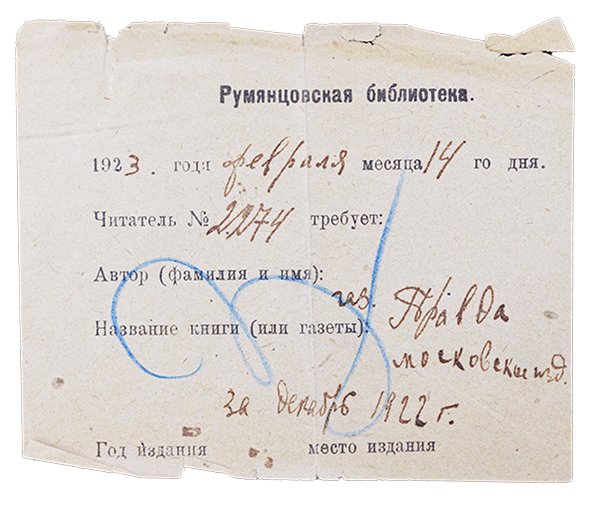 Румянцовская библиотека.
1923. года февраля месяца 14 го дня.
Читатель № 2274 требует:
Автор (фамилия и имя):
Название книги (или газеты): газ. Правда
московское изд.
за декабрь 1922 г.
Год издания место издания